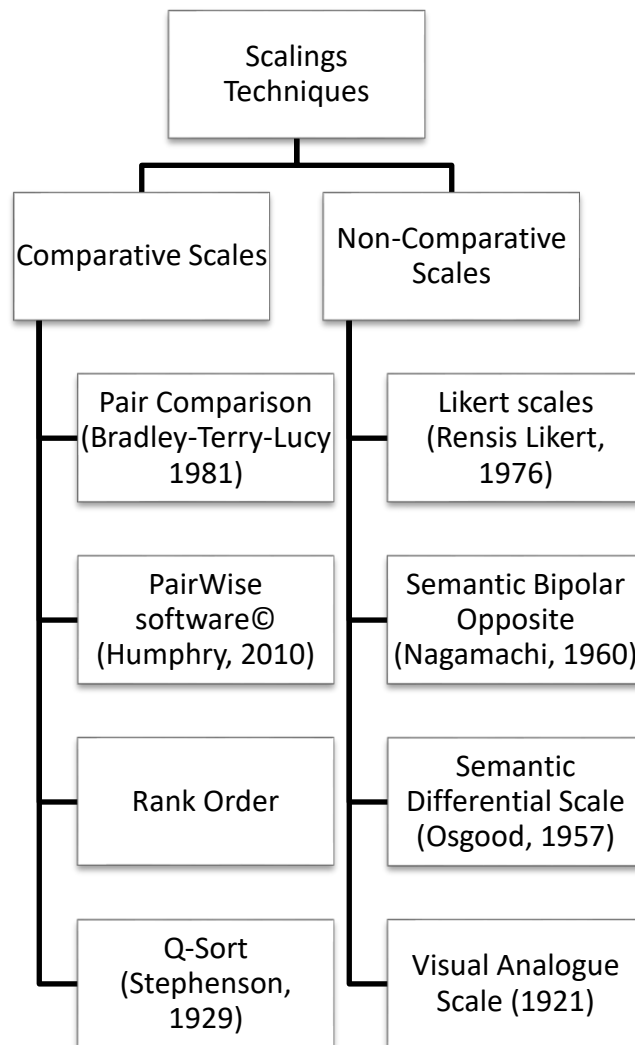 Scalings
Techniques
Comparative Scales
Non-Comparative
Scales
Pair Comparison
(Bradley-Terry-Lucy
1981)
PairWise
software©
(Humphry, 2010)
Rank Order
Q-Sort
(Stephenson,
1929)
Likert scales
(Rensis Likert,
1976)
Semantic Bipolar
Opposite
(Nagamachi, 1960)
Semantic
Differential Scale
(Osgood, 1957)
Visual Analogue
Scale (1921)